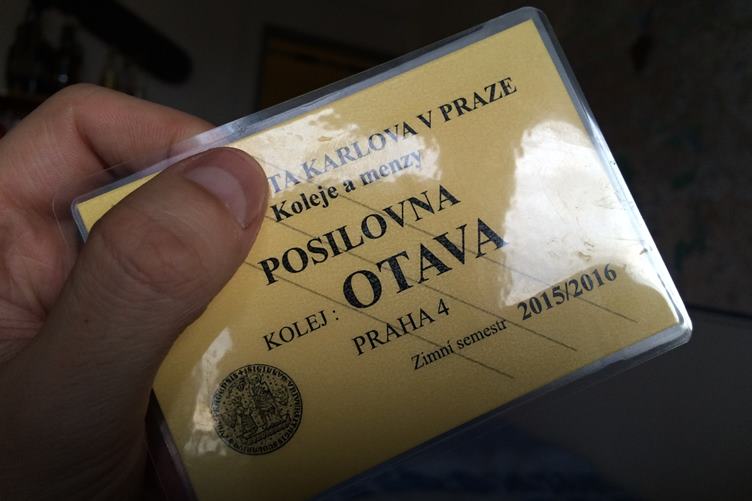 TA KARLOVA V PRAZE
Koleje a menzy
POSILOVNA
OTAVA
KOLEJ :
PRAHA 4
Zimní semestr 2015/2016